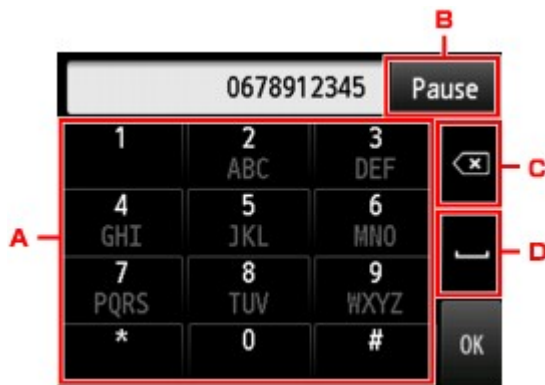 B
0678912345 Pause
1 2 3
ABC DEF
C
4 5 6
A GHI JKL MNO
D
7 8 9
PQRS TUV WXYZ
* 0 # OK